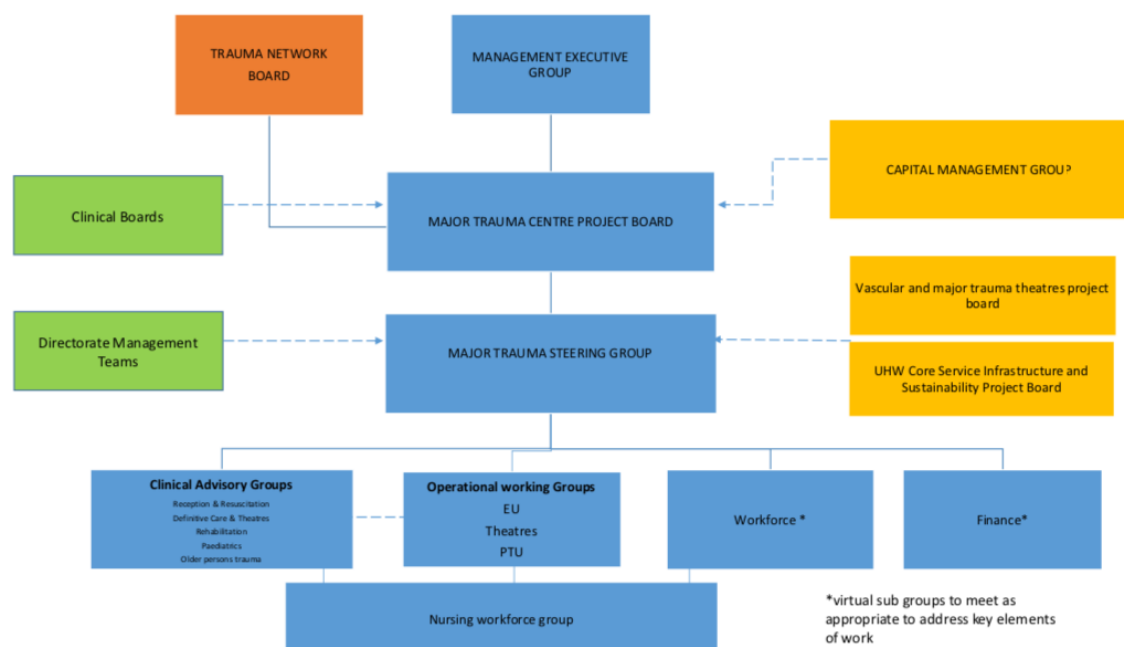 TRAUMA NETWORK
BOARD
MANAGEMENT EXECUTIVE
GROUP
CAPITAL MANAGEMENT GROUP
Clinical Boards
MAJOR TRAUMA CENTRE PROJECT BOARD
Vascular and major trauma theatres project
board
Directorate Management
Teams
MAJOR TRAUMA STEERING GROUP
UHW Core Service Infrastructure and
Sustainability Project Board
Clinical Advisory Groups
Reception & Resuscitation
Definitive Care & Theatres
Rehabilitation
Paediatrics
Older persons trauma
Operational working Groups
EU
Theatres
PTU
Workforce *
Finance*
Nursing workforce group
*virtual sub groups to meet as
appropriate to address key elements
of work